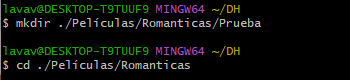 lavav@DESKTOP-T9TUUF9 MINGW64 ~/DH
$ mkdir ./Películas/Romanticas/Prueba
lavav@DESKTOP-T9TUUF9 MINGW64 ~/DH
$ cd ./Películas/Romanticas